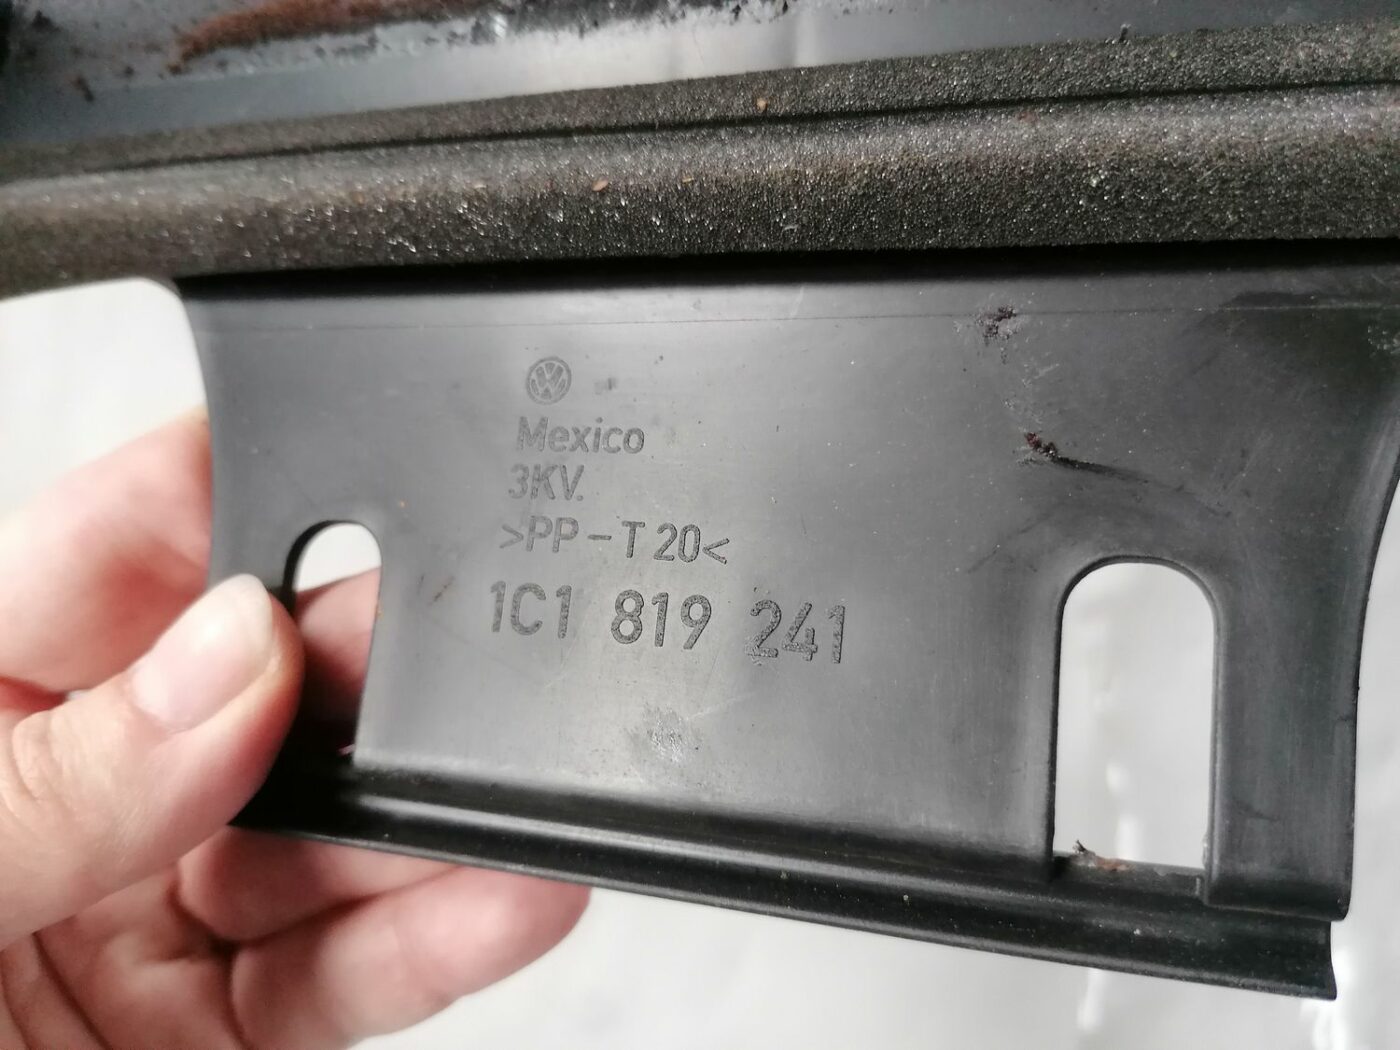 Mexico
3KV.
>PP-T20<
1C1 819 241